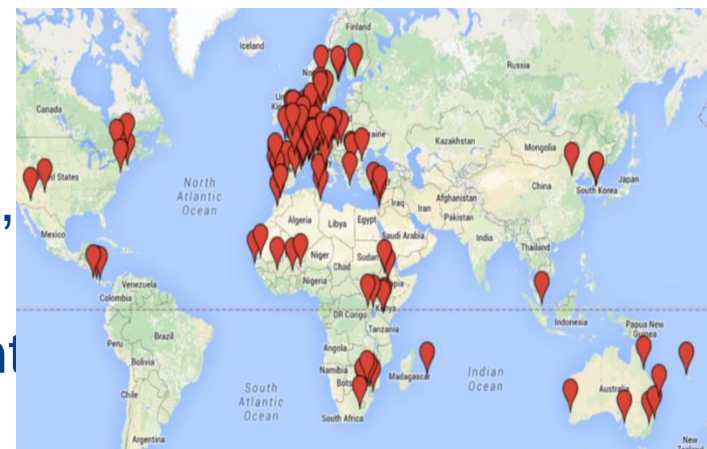 Finland
Iceland
Russia
Canada
Kazakhstan
Mongolia
North
Atlantic
Ocean
China
South Korea
Japan
Algeria
Libya
Egypt
Iraq
Iran
Afghanistan
Pakistan
Saudi Arabia
India
Thailand
Mexico
Niger
Chad
Sudan
Nigeria
Venezuela
Colombia
DR Congo
Kenya
Tanzania
Indonesia
Papua New
Guinea
Peru
Brazil
Bolivia
Angola
Namibia
Madagascar
Indian
Ocean
Chile
South
Atlantic
Ocean
South Africa
Argentina
New
,
nt